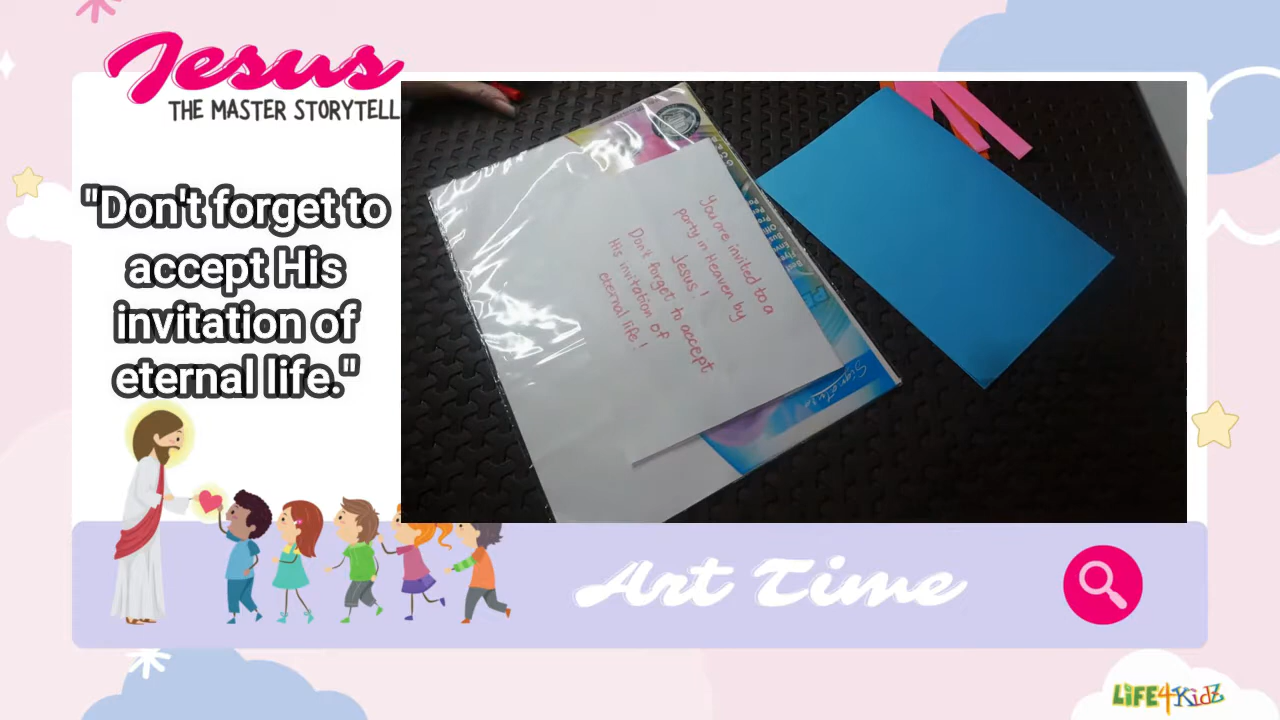 Jesus
THE MASTER STORYTELL
"Don't forget to
accept His
invitation of
eternal life."
You are invited to a
party in Heaven by
Jesus!
Don't forget to accept
His invitation of
eternal life!
Art Time
LiFE4Kidz